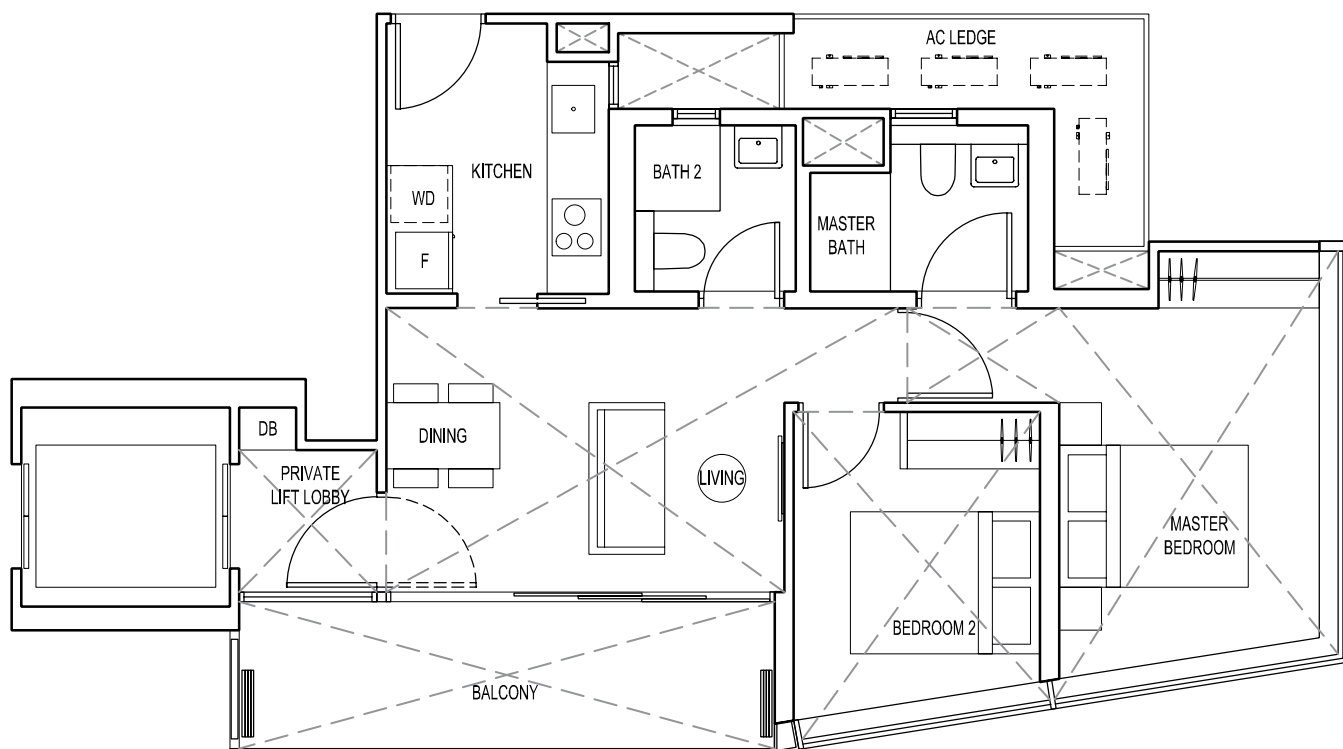 AC LEDGE
KITCHEN
BATH 2
WD
MASTER
BATH
F
DB
DINING
PRIVATE
LIFT LOBBY
LIVING
MASTER
BEDROOM
BEDROOM 2
BALCONY